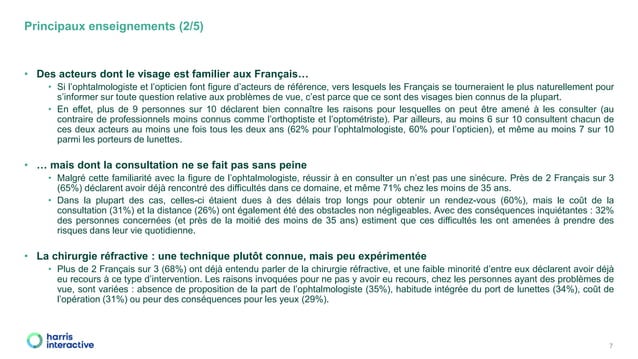 Principaux enseignements (2/5)
• Des acteurs dont le visage est familier aux Français…
• Si l'ophtalmologiste et l'opticien font figure d'acteurs de référence, vers lesquels les Français se tourneraient le plus naturellement pour
s'informer sur toute question relative aux problèmes de vue, c'est parce que ce sont des visages bien connus de la plupart.
• En effet, plus de 9 personnes sur 10 déclarent bien connaître les raisons pour lesquelles on peut être amené à les consulter (au
contraire de professionnels moins connus comme l'orthoptiste et l'optométriste). Par ailleurs, au moins 6 sur 10 consultent chacun de
ces deux acteurs au moins une fois tous les deux ans (62% pour l'ophtalmologiste, 60% pour l'opticien), et même au moins 7 sur 10
parmi les porteurs de lunettes.
• … mais dont la consultation ne se fait pas sans peine
• Malgré cette familiarité avec la figure de l'ophtalmologiste, réussir à en consulter un n'est pas une sinécure. Près de 2 Français sur 3
(65%) déclarent avoir déjà rencontré des difficultés dans ce domaine, et même 71% chez les moins de 35 ans.
• Dans la plupart des cas, celles-ci étaient dues à des délais trop longs pour obtenir un rendez-vous (60%), mais le coût de la
consultation (31%) et la distance (26%) ont également été des obstacles non négligeables. Avec des conséquences inquiétantes : 32%
des personnes concernées (et près de la moitié des moins de 35 ans) estiment que ces difficultés les ont amenées à prendre des
risques dans leur vie quotidienne.
• La chirurgie réfractive : une technique plutôt connue, mais peu expérimentée
• Plus de 2 Français sur 3 (68%) ont déjà entendu parler de la chirurgie réfractive, et une faible minorité d'entre eux déclarent avoir déjà
eu recours à ce type d'intervention. Les raisons invoquées pour ne pas y avoir eu recours, chez les personnes ayant des problèmes de
vue, sont variées : absence de proposition de la part de l'ophtalmologiste (35%), habitude intégrée du port de lunettes (34%), coût de
l'opération (31%) ou peur des conséquences pour les yeux (29%).
harris
interactive
7